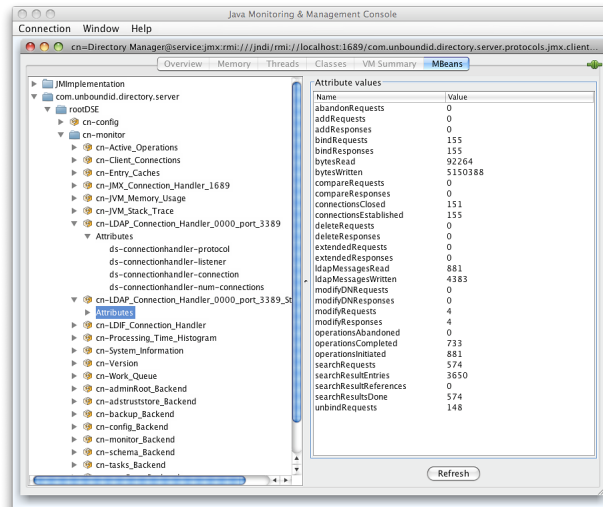 Java Monitoring & Management Console
Connection Window Help
cn=Directory Manager@service:jmx:rmi:///jndi/rmi://localhost:1689/com.unboundid.directory.server.protocols.jmx.client...
Overview Memory Threads Classes VM Summary MBeans
JMImplementation
com.unboundid.directory.server
rootDSE
cn-config
cn-monitor
cn-Active_Operations
cn-Client_Connections
cn-Entry_Caches
cn-JMX_Connection_Handler_1689
cn-JVM_Memory_Usage
cn-JVM_Stack_Trace
cn-LDAP_Connection_Handler_0000_port_3389
Attributes
ds-connectionhandler-protocol
ds-connectionhandler-listener
ds-connectionhandler-connection
ds-connectionhandler-num-connections
cn-LDAP_Connection_Handler_0000_port_3389_St
Attributes
cn-LDIF_Connection_Handler
cn-Processing_Time_Histogram
cn-System_Information
cn-Version
cn-Work_Queue
cn-adminRoot_Backend
cn-adstruststore_Backend
cn-backup_Backend
cn-config_Backend
cn-monitor_Backend
cn-schema_Backend
cn-tasks_Backend
Attribute values
Name Value
abandonRequests 0
addRequests 0
addResponses 0
bindRequests 155
bindResponses 155
bytesRead 92264
bytesWritten 5150388
compareRequests 0
compareResponses 0
connectionsClosed 151
connectionsEstablished 155
deleteRequests 0
deleteResponses 0
extendedRequests 0
extendedResponses 0
ldapMessagesRead 881
ldapMessagesWritten 4383
modifyDNRequests 0
modifyDNResponses 0
modifyRequests 4
modifyResponses 4
operationsAbandoned 0
operationsCompleted 733
operationsInitiated 881
searchRequests 574
searchResultEntries 3650
searchResultReferences 0
searchResultsDone 574
unbindRequests 148
Refresh